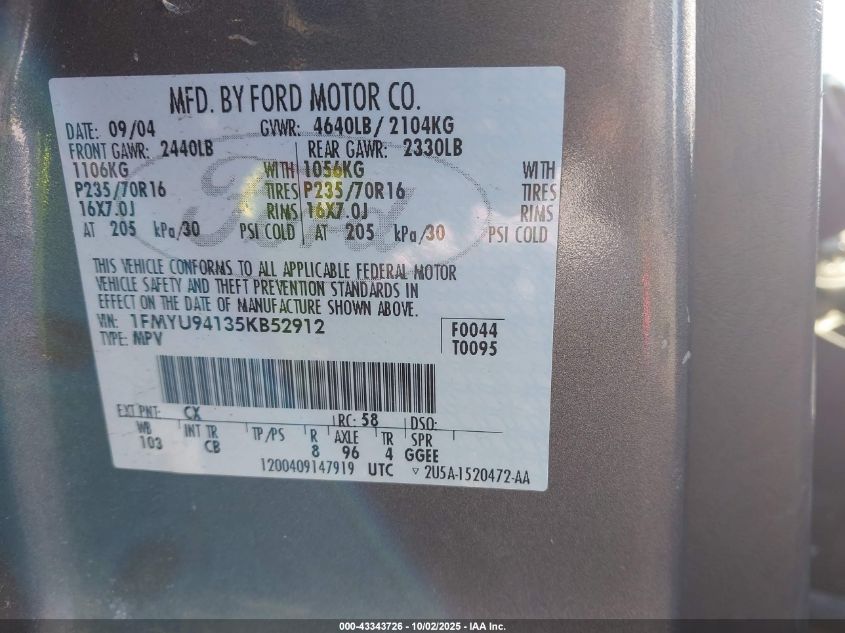 MFD. BY FORD MOTOR CO.
DATE: 09/04 GVWR: 4640LB/ 2104KG
FRONT GAWR: 2440LB REAR GAWR: 2330LB
1106KG WITH 1056KG WITH
P235/70R16 TIRES P235/70R16 TIRES
16X7.0J RIMS 16X7.0J RIMS
AT 205 kPa/30 PSI COLD AT 205 kPa/30 PSI COLD
Ford
THIS VEHICLE CONFORMS TO ALL APPLICABLE FEDERAL MOTOR
VEHICLE SAFETY AND THEFT PREVENTION STANDARDS IN
EFFECT ON THE DATE OF MANUFACTURE SHOWN ABOVE.
VIN: 1FMYU94135KB52912 F0044
TYPE: MPV T0095
EXT PNT: CX RC: 58 DSO:
WB INT TR TP/PS R AXLE TR SPR
103 CB 8 96 4 GGEE
1200409147919 UTC ▽ 2U5A-1520472-AA
000-43343726 - 10/02/2025 - IAA Inc.